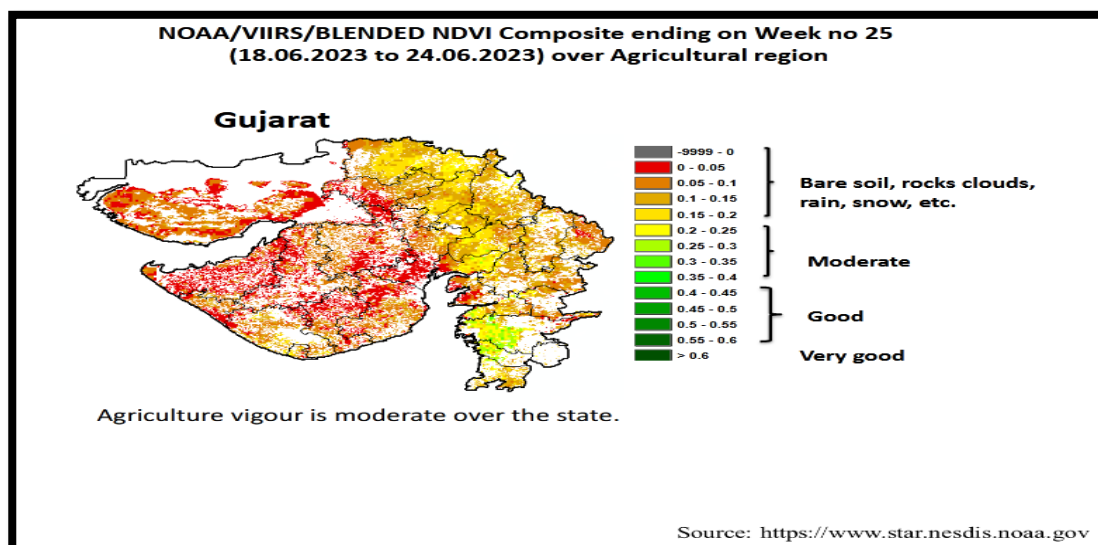 NOAA/VIIRS/BLENDED NDVI Composite ending on Week no 25
(18.06.2023 to 24.06.2023) over Agricultural region
Gujarat
-9999 - 0
0 - 0.05
0.05 - 0.1
0.1 - 0.15
0.15 - 0.2
0.2 - 0.25
0.25 - 0.3
0.3 - 0.35
0.35 - 0.4
0.4 - 0.45
0.45 - 0.5
0.5 - 0.55
0.55 - 0.6
> 0.6
Bare soil, rocks clouds,
rain, snow, etc.
Moderate
Good
Very good
Agriculture vigour is moderate over the state.
Source: https://www.star.nesdis.noaa.gov